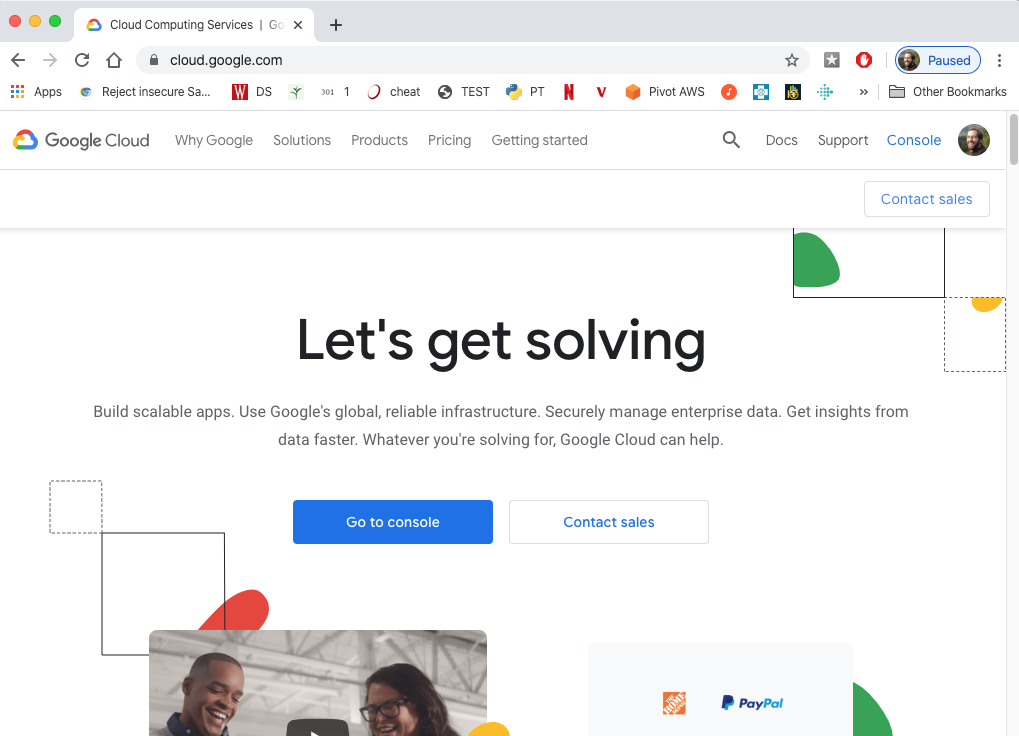 Cloud Computing Services | Go
cloud.google.com
Paused
Apps
Reject insecure Sa...
DS
301 1
cheat
TEST
PT
Pivot AWS
»
Other Bookmarks
Google Cloud
Why Google
Solutions
Products
Pricing
Getting started
Docs
Support
Console
Contact sales
Let's get solving
Build scalable apps. Use Google's global, reliable infrastructure. Securely manage enterprise data. Get insights from
data faster. Whatever you're solving for, Google Cloud can help.
Go to console
Contact sales
PayPal